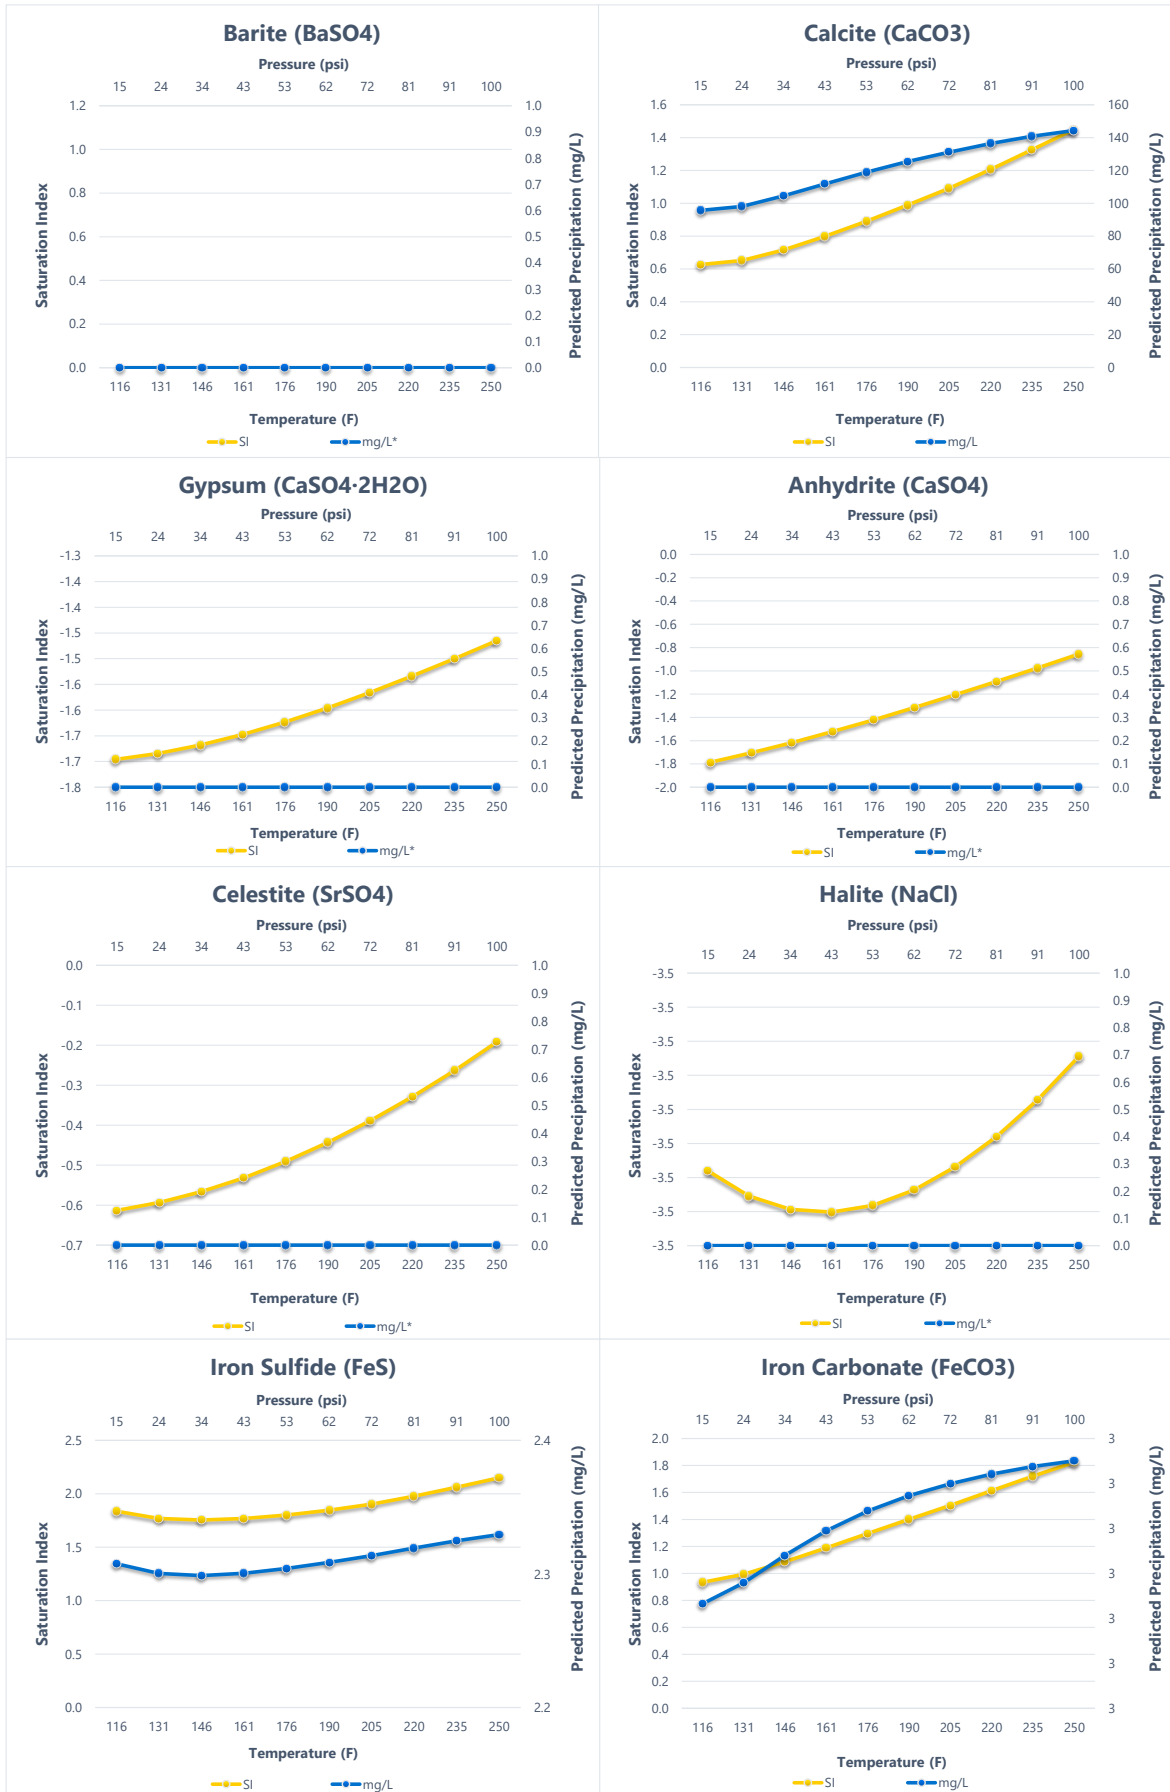 Barite (BaSO4)
Pressure (psi)
15 24 34 43 53 62 72 81 91 100
1.2 1.0
0.9
1.0
0.8
0.8 0.7
0.6
0.6 0.5
0.4
0.4
0.3
0.2 0.2
0.1
0.0 0.0
Saturation Index
Predicted Precipitation (mg/L)
116 131 146 161 176 190 205 220 235 250
Temperature (F)
SI mg/L*
Calcite (CaCO3)
Pressure (psi)
15 24 34 43 53 62 72 81 91 100
1.6 160
1.4 140
1.2 120
1.0 100
0.8 80
0.6 60
0.4 40
0.2 20
0.0 0
Saturation Index
Predicted Precipitation (mg/L)
116 131 146 161 176 190 205 220 235 250
Temperature (F)
SI mg/L
Gypsum (CaSO4·2H2O)
Pressure (psi)
15 24 34 43 53 62 72 81 91 100
-1.3 1.0
0.9
-1.4
0.8
-1.4
0.7
-1.5
0.6
-1.5
0.5
-1.6
0.4
-1.6
0.3
-1.7
0.2
-1.7
0.1
-1.8 0.0
Saturation Index
Predicted Precipitation (mg/L)
116 131 146 161 176 190 205 220 235 250
Temperature (F)
SI mg/L*
Anhydrite (CaSO4)
Pressure (psi)
15 24 34 43 53 62 72 81 91 100
0.0 1.0
-0.2 0.9
-0.4 0.8
-0.6 0.7
-0.8 0.6
-1.0 0.5
-1.2 0.4
-1.4 0.3
-1.6 0.2
-1.8 0.1
-2.0 0.0
Saturation Index
Predicted Precipitation (mg/L)
116 131 146 161 176 190 205 220 235 250
Temperature (F)
SI mg/L*
Celestite (SrSO4)
Pressure (psi)
15 24 34 43 53 62 72 81 91 100
0.0 1.0
0.9
-0.1
0.8
-0.2
0.7
-0.3 0.6
0.5
-0.4
0.4
-0.5
0.3
0.2
-0.6
0.1
-0.7 0.0
Saturation Index
Predicted Precipitation (mg/L)
116 131 146 161 176 190 205 220 235 250
Temperature (F)
SI mg/L*
Halite (NaCl)
Pressure (psi)
15 24 34 43 53 62 72 81 91 100
-3.5 1.0
0.9
-3.5
0.8
-3.5
0.7
-3.5
0.6
-3.5 0.5
0.4
-3.5
0.3
-3.5
0.2
-3.5
0.1
-3.5 0.0
Saturation Index
Predicted Precipitation (mg/L)
116 131 146 161 176 190 205 220 235 250
Temperature (F)
SI mg/L*
Iron Sulfide (FeS)
Pressure (psi)
15 24 34 43 53 62 72 81 91 100
2.5 2.4
2.0
1.5
2.3
1.0
0.5
0.0 2.2
Saturation Index
Predicted Precipitation (mg/L)
116 131 146 161 176 190 205 220 235 250
Temperature (F)
SI mg/L
Iron Carbonate (FeCO3)
Pressure (psi)
15 24 34 43 53 62 72 81 91 100
2.0 3
1.8
3
1.6
1.4
3
1.2
1.0 3
0.8
3
0.6
0.4
3
0.2
0.0 3
Saturation Index
Predicted Precipitation (mg/L)
116 131 146 161 176 190 205 220 235 250
Temperature (F)
SI mg/L